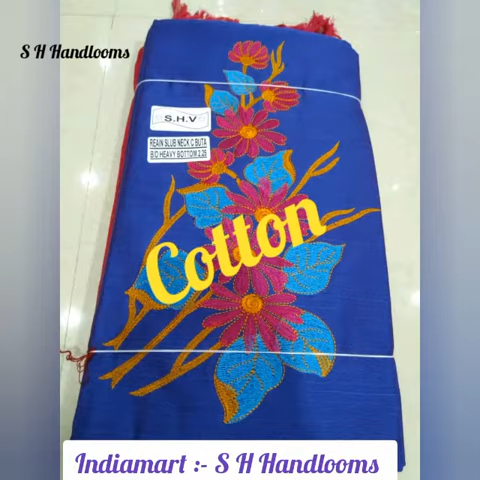 S H Handlooms
S.H.V
REAIN SLUB NECK C BUTA
B/D HEAVY BOTTOM 2.25
Cotton
Indiamart :- S H Handlooms